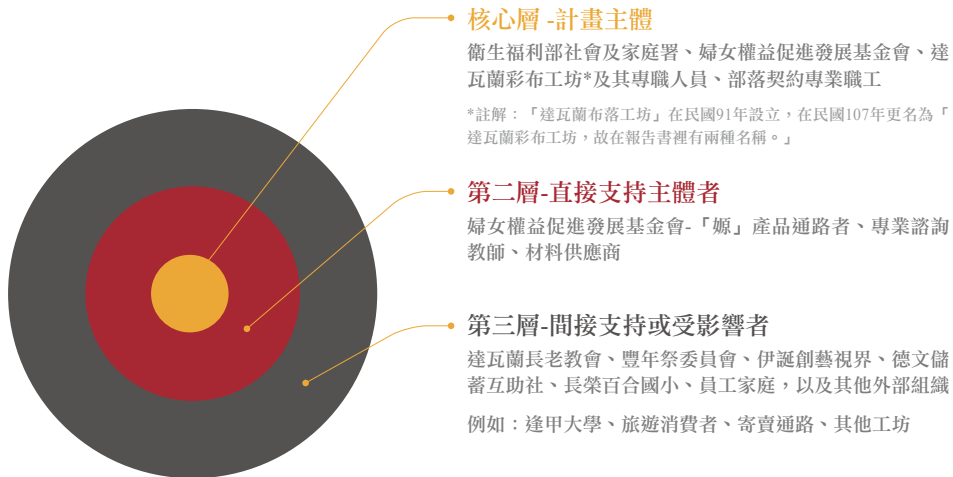 核心層 -計畫主體
衛生福利部社會及家庭署、婦女權益促進發展基金會、達
瓦蘭彩布工坊*及其專職人員、部落契約專業職工
*註解：「達瓦蘭布落工坊」在民國91年設立，在民國107年更名為「
達瓦蘭彩布工坊，故在報告書裡有兩種名稱。」
第二層-直接支持主體者
婦女權益促進發展基金會-「嫄」產品通路者、專業諮詢
教師、材料供應商
第三層-間接支持或受影響者
達瓦蘭長老教會、豐年祭委員會、伊誕創藝視界、德文儲
蓄互助社、長榮百合國小、員工家庭，以及其他外部組織
例如：逢甲大學、旅遊消費者、寄賣通路、其他工坊